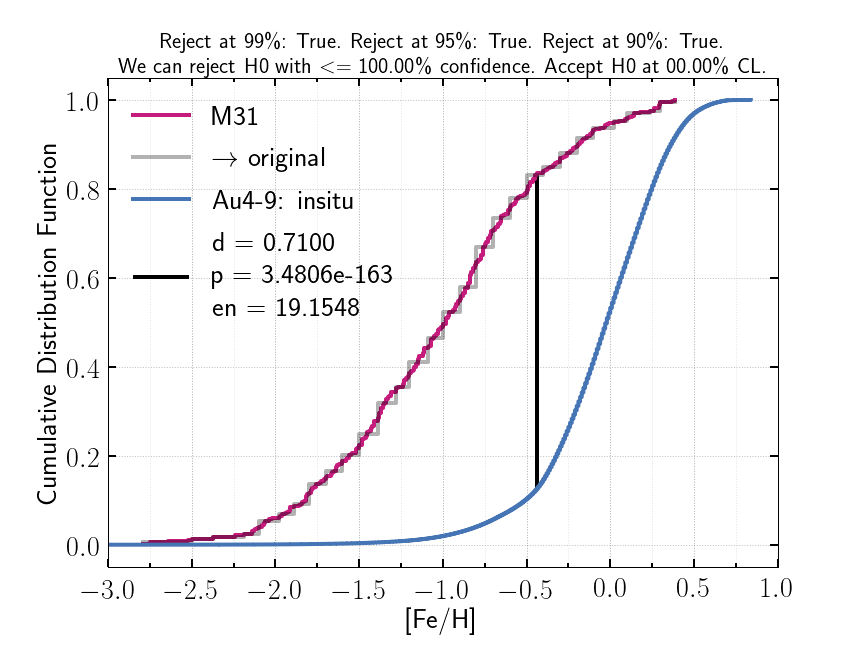 Reject at 99%: True. Reject at 95%: True. Reject at 90%: True.
We can reject H0 with <= 100.00% confidence. Accept H0 at 00.00% CL.
M31
→ original
Au4-9: insitu
d = 0.7100
p = 3.4806e-163
en = 19.1548
Cumulative Distribution Function
1.0
0.8
0.6
0.4
0.2
0.0
−3.0 −2.5 −2.0 −1.5 −1.0 −0.5 0.0 0.5 1.0
[Fe/H]